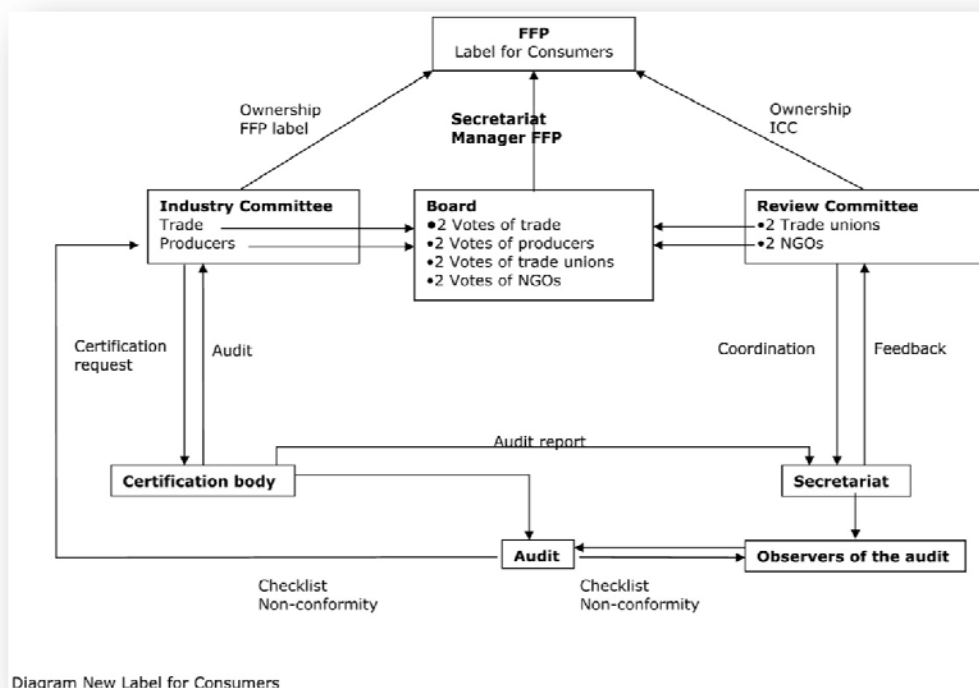 FFP
Label for Consumers
Ownership
FFP label
Secretariat
Manager FFP
Ownership
ICC
Industry Committee
Trade
Producers
Board
•2 Votes of trade
•2 Votes of producers
•2 Votes of trade unions
•2 Votes of NGOs
Review Committee
•2 Trade unions
•2 NGOs
Certification
request
Audit
Coordination
Feedback
Audit report
Certification body
Secretariat
Audit
Observers of the audit
Checklist
Non-conformity
Checklist
Non-conformity
Diagram New Label for Consumers